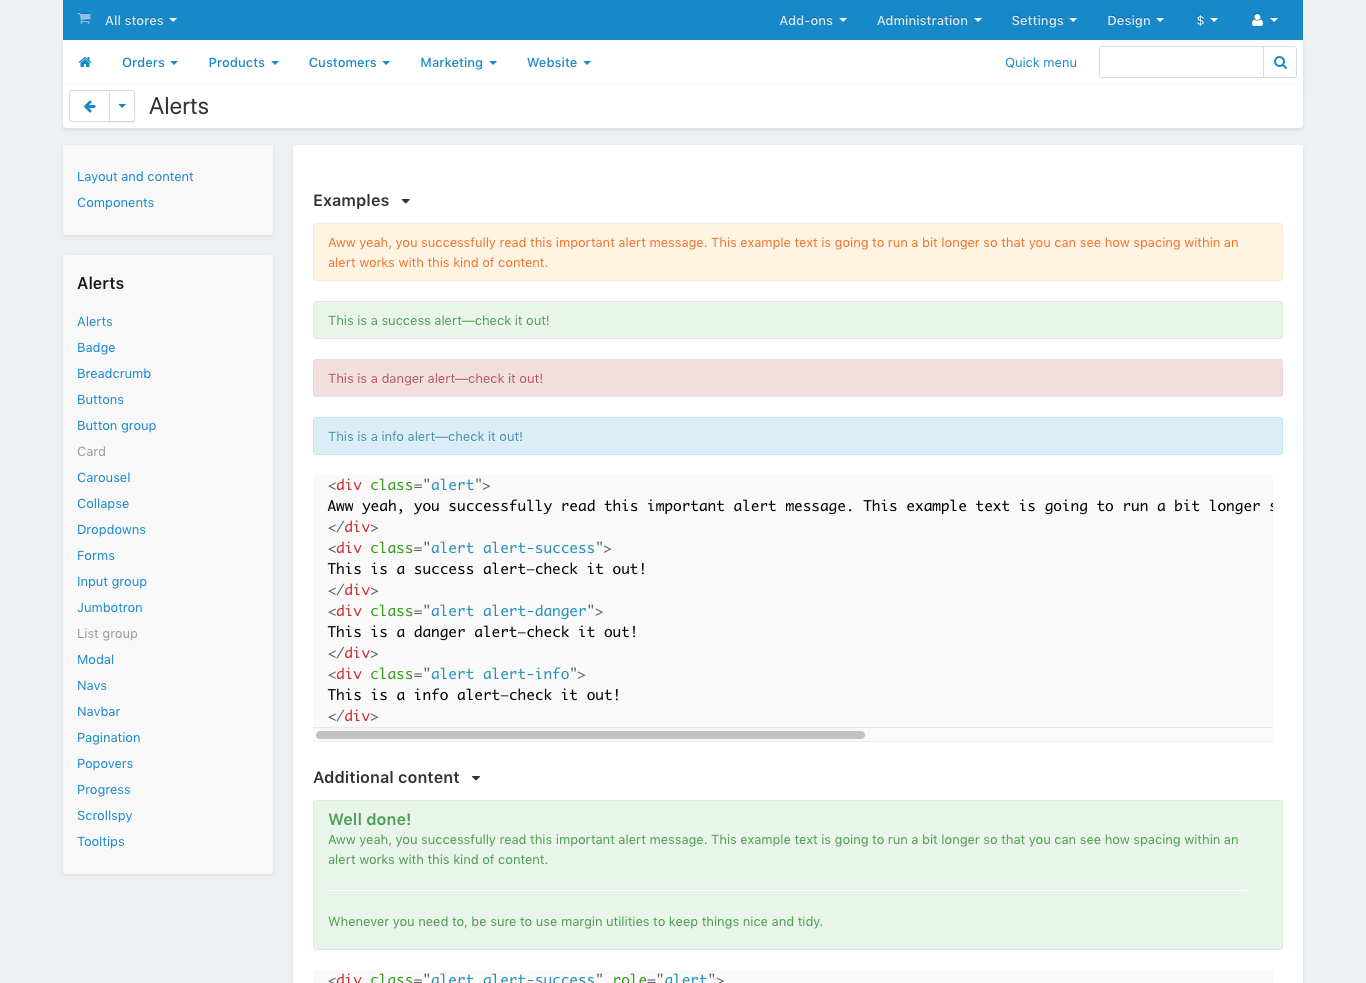 All stores
Add-ons Administration Settings Design $
Orders Products Customers Marketing Website Quick menu
Alerts
Layout and content
Components
Alerts
Alerts
Badge
Breadcrumb
Buttons
Button group
Card
Carousel
Collapse
Dropdowns
Forms
Input group
Jumbotron
List group
Modal
Navs
Navbar
Pagination
Popovers
Progress
Scrollspy
Tooltips
Examples
Aww yeah, you successfully read this important alert message. This example text is going to run a bit longer so that you can see how spacing within an
alert works with this kind of content.
This is a success alert—check it out!
This is a danger alert—check it out!
This is a info alert—check it out!
<div class="alert">
Aww yeah, you successfully read this important alert message. This example text is going to run a bit longer s
</div>
<div class="alert alert-success">
This is a success alert—check it out!
</div>
<div class="alert alert-danger">
This is a danger alert—check it out!
</div>
<div class="alert alert-info">
This is a info alert—check it out!
</div>
Additional content
Well done!
Aww yeah, you successfully read this important alert message. This example text is going to run a bit longer so that you can see how spacing within an
alert works with this kind of content.
Whenever you need to, be sure to use margin utilities to keep things nice and tidy.
<div class="alert alert-success" role="alert">